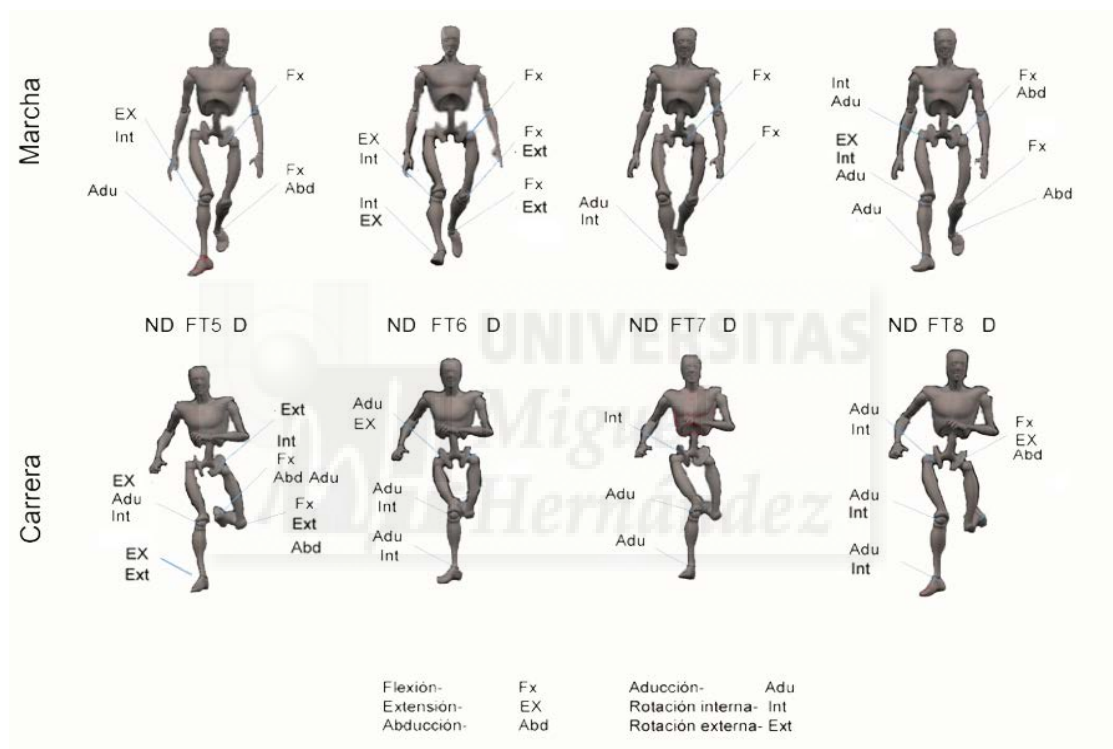 Marcha
Fx
EX
Int
Fx
Abd
Adu
Fx
EX
Int
Fx
Ext
Fx
Ext
Int
EX
Fx
Fx
Adu
Int
Int
Adu
Fx
Abd
EX
Int
Adu
Fx
Adu
Abd
ND FT5 D
ND FT6 D
ND FT7 D
ND FT8 D
UNIVERSITAS
Miguel
Hernández
Carrera
Ext
Int
Fx
Abd Adu
EX
Adu
Int
Fx
Ext
Abd
EX
Ext
Adu
EX
Adu
Int
Adu
Int
Int
Adu
Adu
Adu
Int
Fx
EX
Abd
Adu
Int
Adu
Int
Flexión- Fx Aducción- Adu
Extensión- EX Rotación interna- Int
Abducción- Abd Rotación externa- Ext